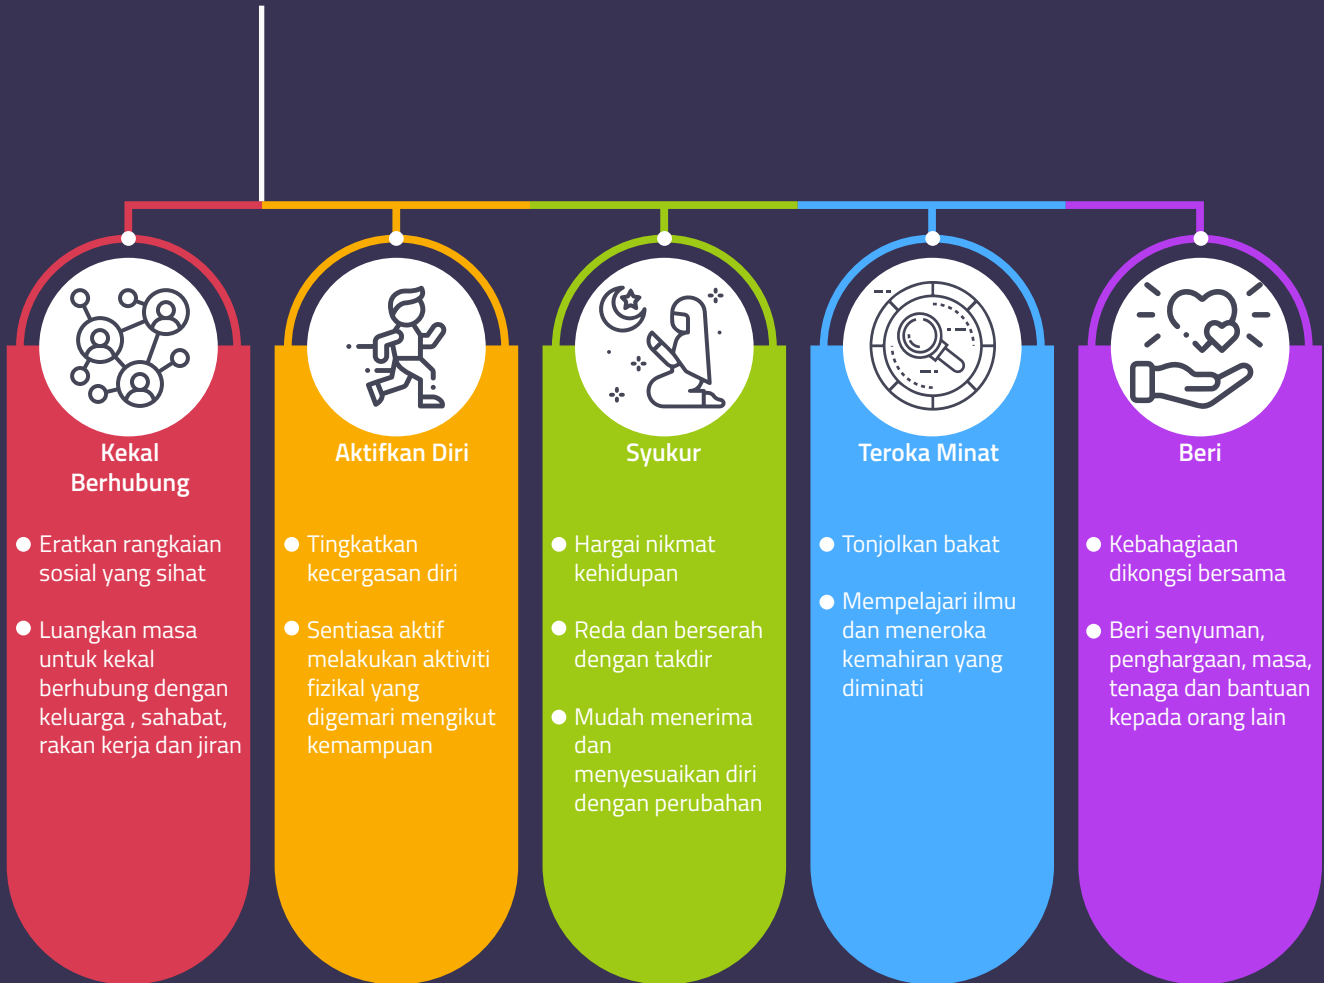 Kekal
Berhubung
Eratkan rangkaian
sosial yang sihat
Luangkan masa
untuk kekal
berhubung dengan
keluarga , sahabat,
rakan kerja dan jiran
Aktifkan Diri
Tingkatkan
kecergasan diri
Sentiasa aktif
melakukan aktiviti
fizikal yang
digemari mengikut
kemampuan
Syukur
Hargai nikmat
kehidupan
Reda dan berserah
dengan takdir
Mudah menerima
dan
menyesuaikan diri
dengan perubahan
Teroka Minat
Tonjolkan bakat
Mempelajari ilmu
dan meneroka
kemahiran yang
diminati
Beri
Kebahagiaan
dikongsi bersama
Beri senyuman,
penghargaan, masa,
tenaga dan bantuan
kepada orang lain